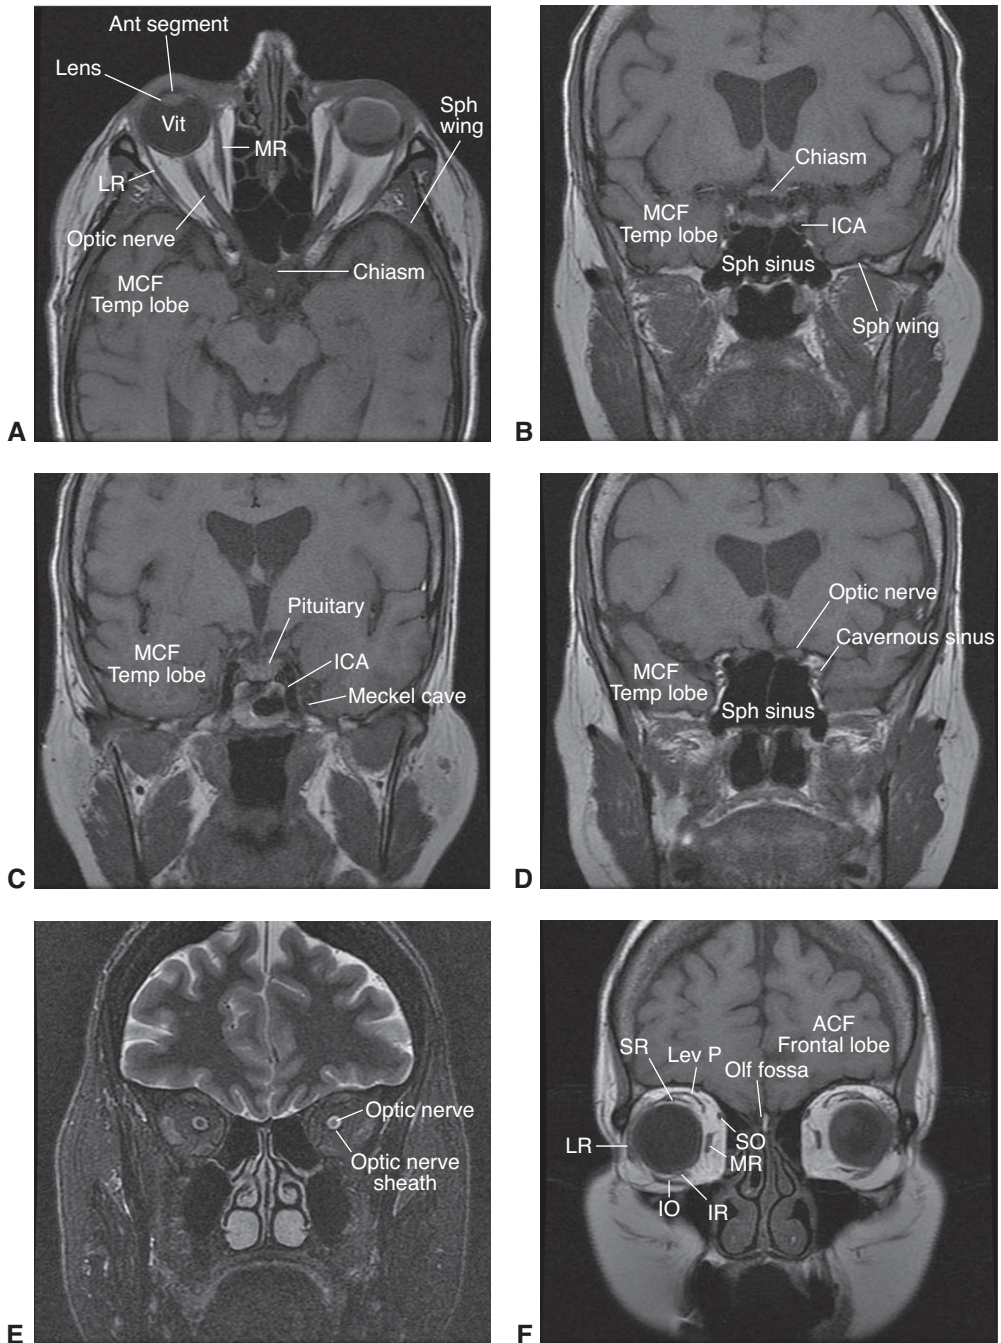 Ant segment
Lens
Vit
Sph
wing
MR
LR
Optic nerve
Chiasm
MCF
Temp lobe
A
Chiasm
MCF
Temp lobe
ICA
Sph sinus
Sph wing
B
Pituitary
MCF
Temp lobe
ICA
Meckel cave
C
Optic nerve
Cavernous sinus
MCF
Temp lobe
Sph sinus
D
Optic nerve
Optic nerve
sheath
E
ACF
Frontal lobe
SR
Lev P
Olf fossa
LR
SO
MR
IO
IR
F